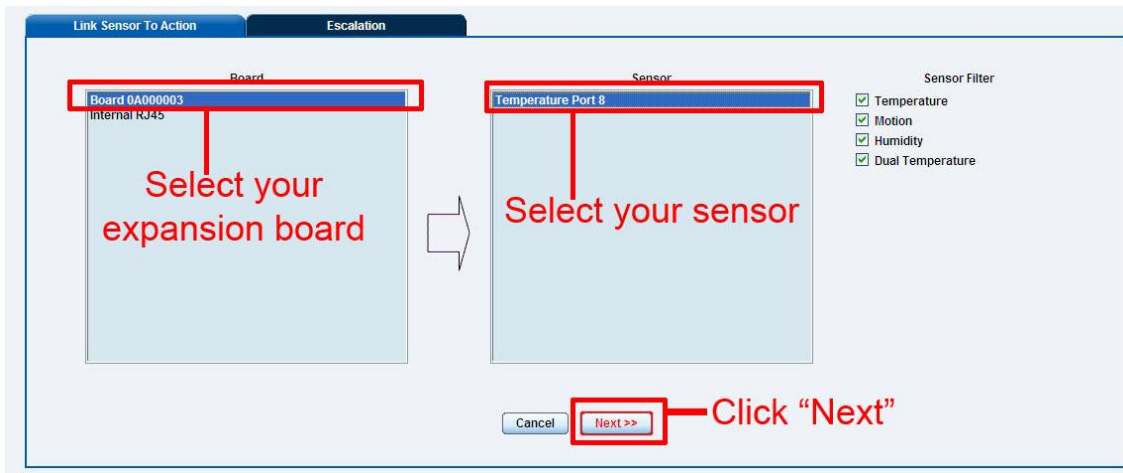 Link Sensor To Action
Escalation
Board
Sensor
Sensor Filter
Board 0A000003
Internal RJ45
Temperature Port 8
Temperature
Motion
Humidity
Dual Temperature
Select your
expansion board
Select your sensor
Cancel
Next >>
Click “Next”